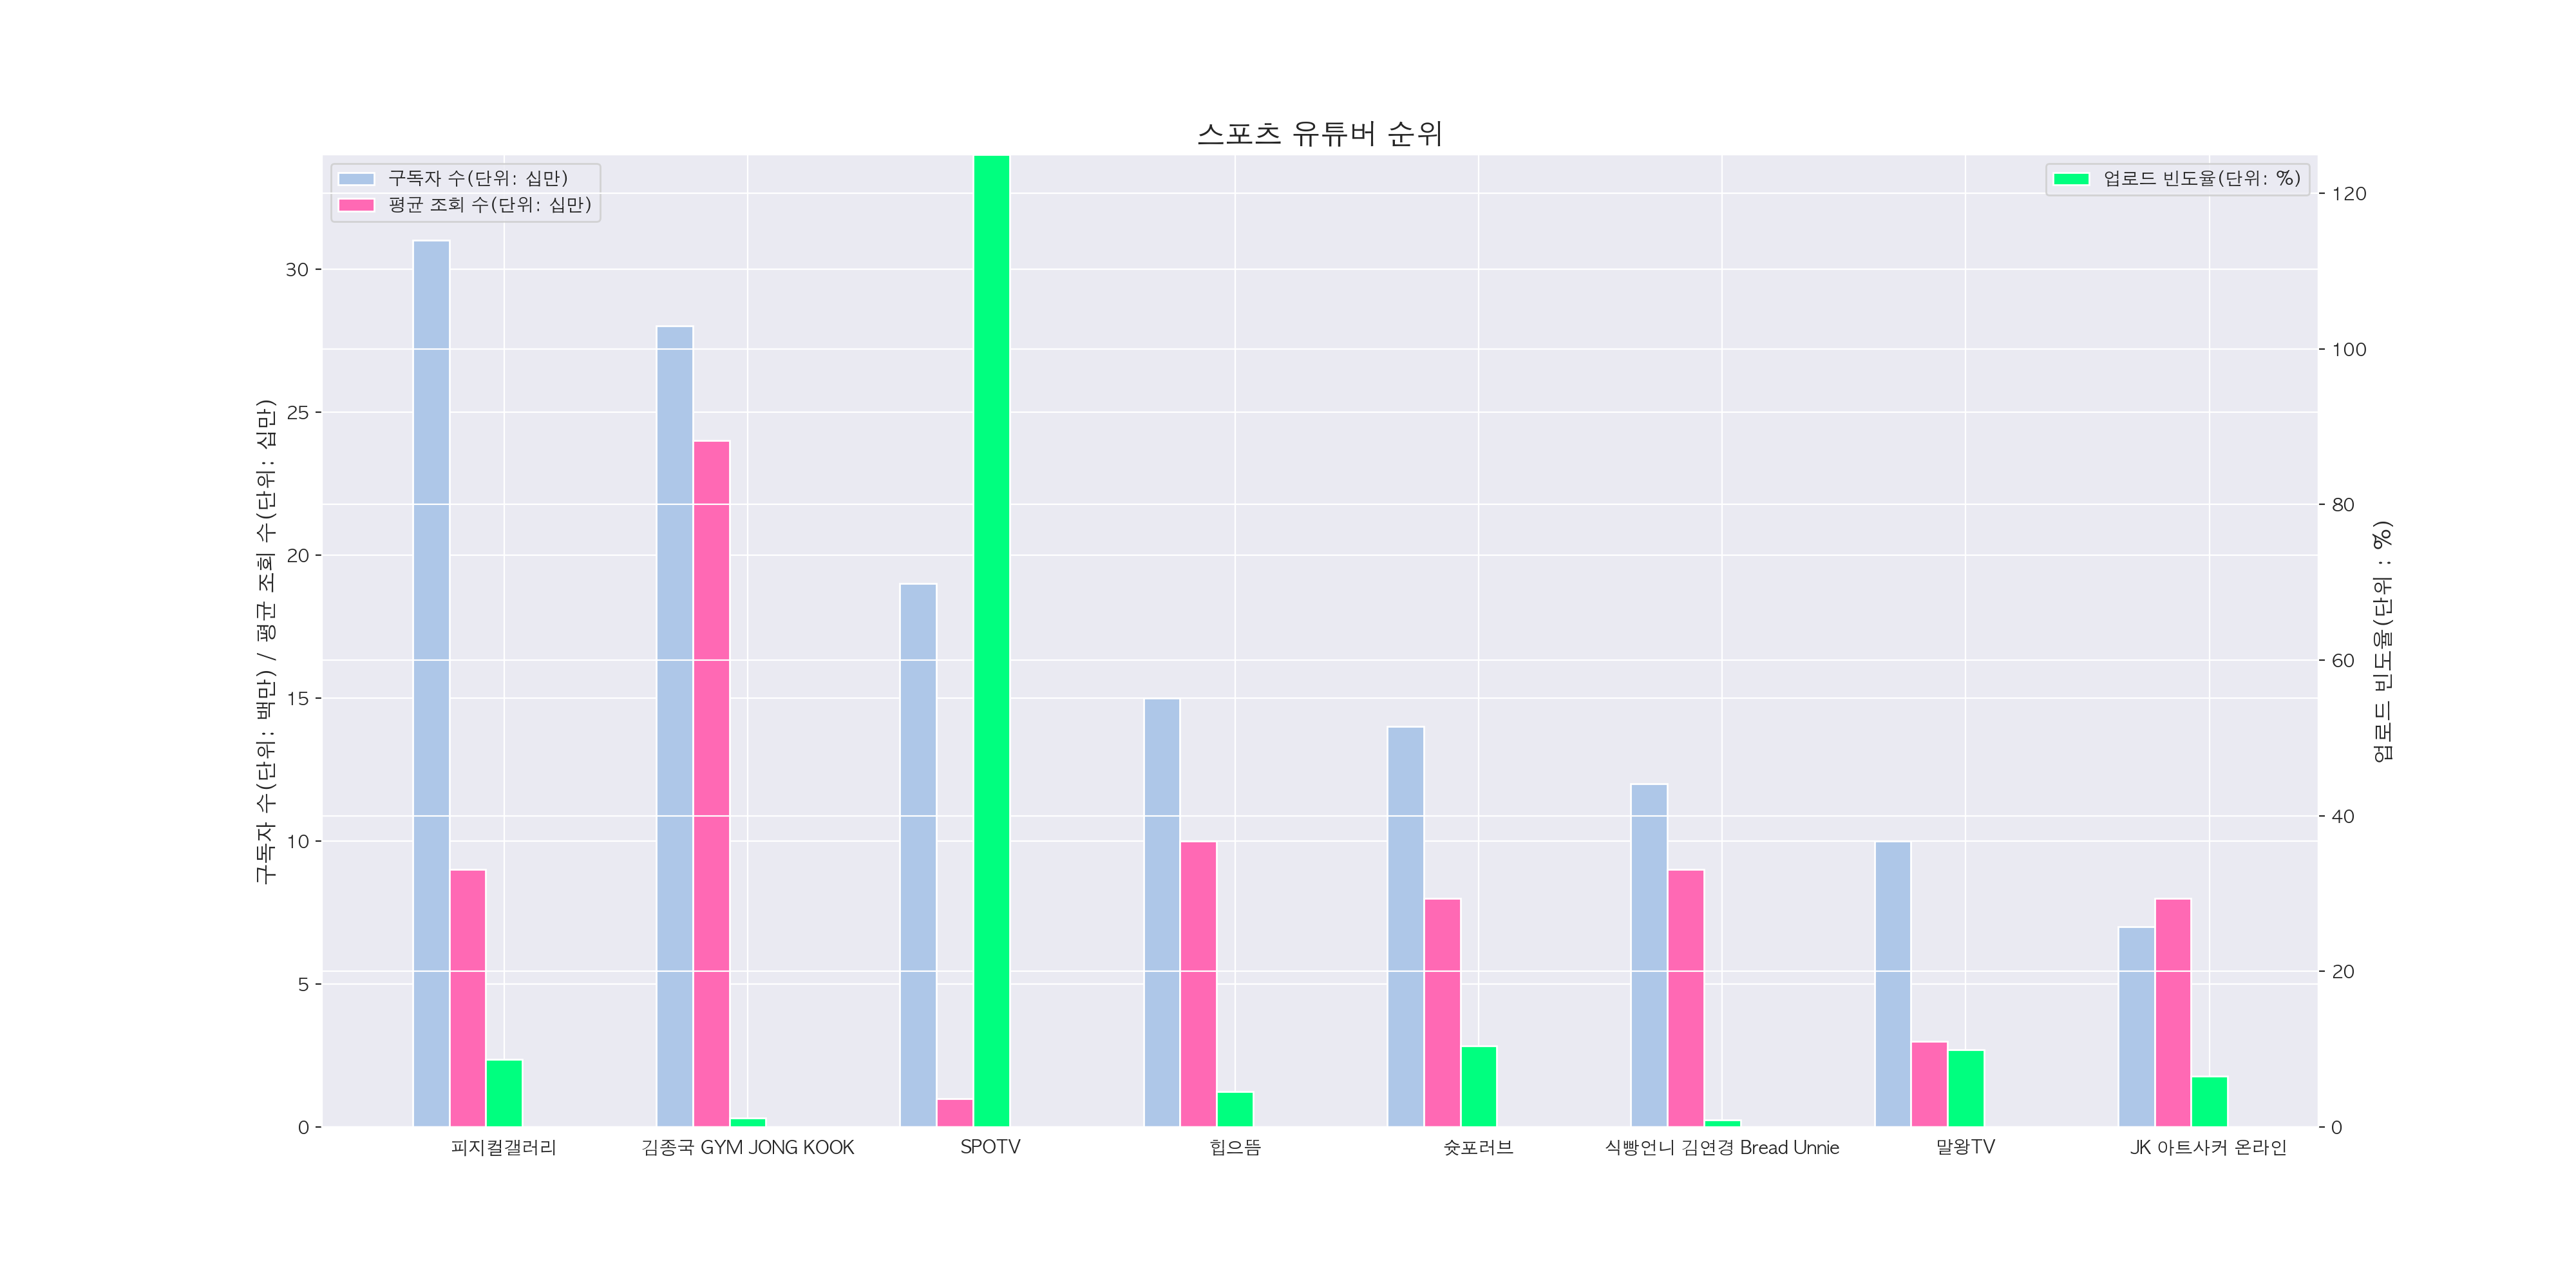 스포츠 유튜버 순위
구독자 수(단위: 십만)
평균 조회 수(단위: 십만)
업로드 빈도율(단위: %)
구독자 수(단위: 백만) / 평균 조회 수(단위: 십만)
30
25
20
15
10
5
0
120
100
80
60
40
20
0
업로드 빈도율(단위 : %)
피지컬갤러리
김종국 GYM JONG KOOK
SPOTV
힙으뜸
슛포러브
식빵언니 김연경 Bread Unnie
말왕TV
JK 아트사커 온라인